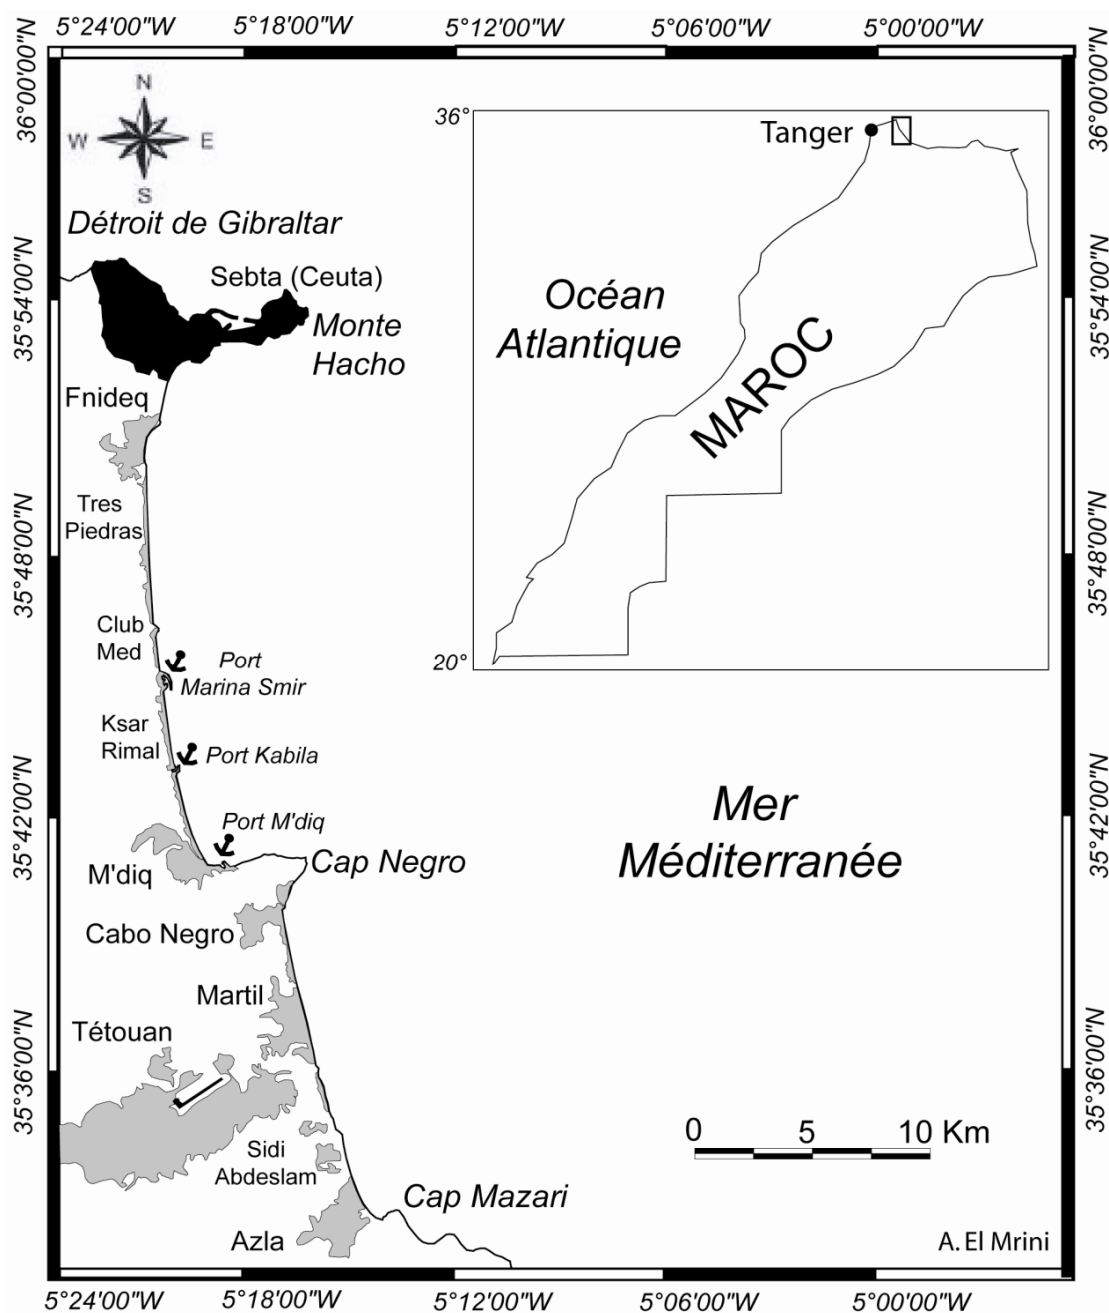 5°24'00"W
5°18'00"W
5°12'00"W
5°06'00"W
5°00'00"W
36°00'00"N
36°00'00"N
N
W
E
S
36°
Tanger
Détroit de Gibraltar
Sebta (Ceuta)
Monte
Hacho
35°54'00"N
35°54'00"N
Océan
Atlantique
MAROC
Fnideq
Tres
Piedras
35°48'00"N
35°48'00"N
Club
Med
Port
Marina Smir
20°
Ksar
Rimal
Port Kabila
35°42'00"N
35°42'00"N
Mer
Méditerranée
Port M'diq
M'diq
Cap Negro
Cabo Negro
Martil
Tétouan
35°36'00"N
35°36'00"N
0
5
10 Km
Sidi
Abdeslam
Cap Mazari
Azla
A. El Mrini
5°24'00"W
5°18'00"W
5°12'00"W
5°06'00"W
5°00'00"W